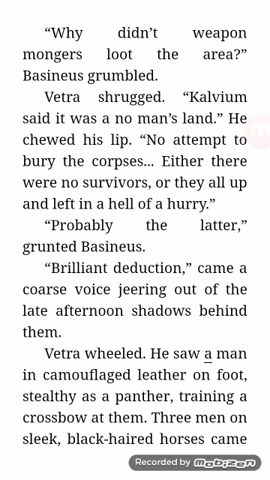 “Why didn’t weapon
mongers loot the area?”
Basineus grumbled.
Vetra shrugged. “Kalvium
said it was a no man’s land.” He
chewed his lip. “No attempt to
bury the corpses... Either there
were no survivors, or they all up
and left in a hell of a hurry.”
“Probably the latter,”
grunted Basineus.
“Brilliant deduction,” came a
coarse voice jeering out of the
late afternoon shadows behind
them.
Vetra wheeled. He saw a man
in camouflaged leather on foot,
stealthy as a panther, training a
crossbow at them. Three men on
sleek, black-haired horses came
Recorded by Mobizen